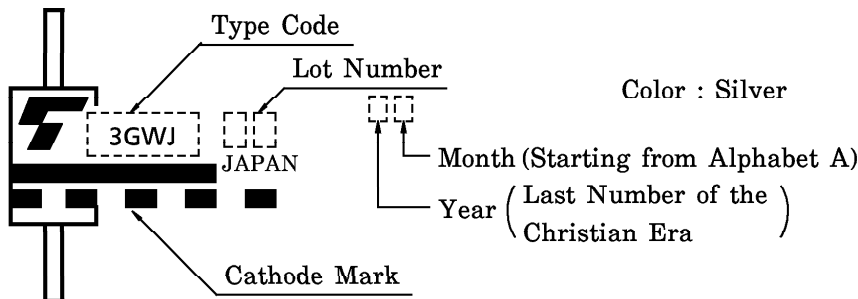 Type Code
Lot Number
Color : Silver
3GWJ
JAPAN
Month (Starting from Alphabet A)
Year (Last Number of the
Christian Era)
Cathode Mark